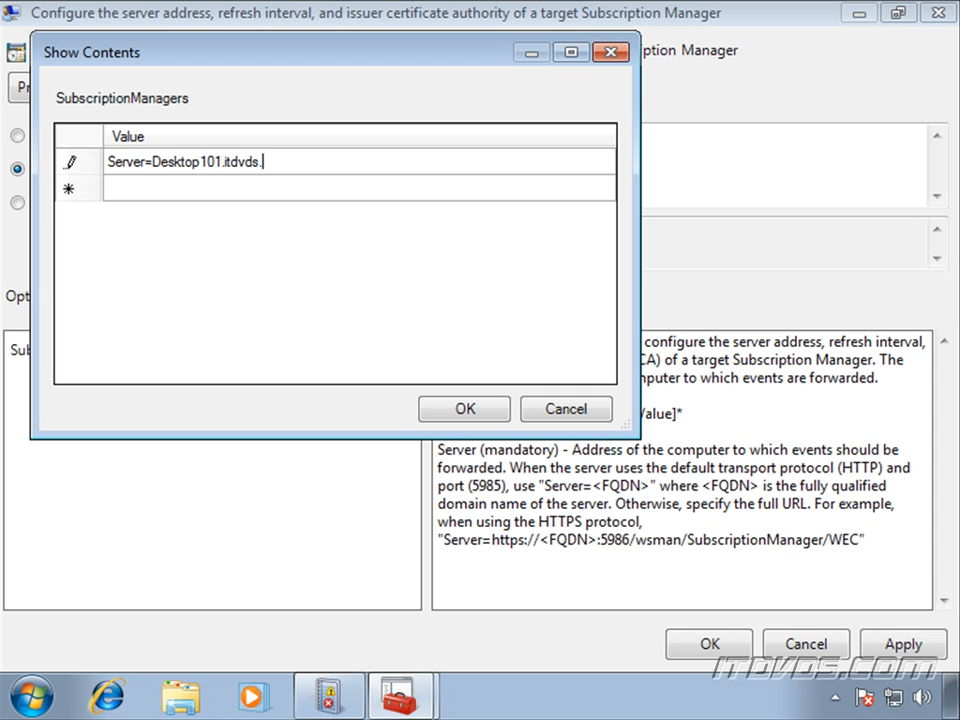 Configure the server address, refresh interval, and issuer certificate authority of a target Subscription Manager
Show Contents
ption Manager
Pr
SubscriptionManagers
Value
Server=Desktop101.itdvds.
OK
Cancel
Opt
Sub
configure the server address, refresh interval,
CA) of a target Subscription Manager. The
puter to which events are forwarded.
Value]*
Server (mandatory) - Address of the computer to which events should be
forwarded. When the server uses the default transport protocol (HTTP) and
port (5985), use "Server=<FQDN>" where <FQDN> is the fully qualified
domain name of the server. Otherwise, specify the full URL. For example,
when using the HTTPS protocol,
"Server=https://<FQDN>:5986/wsman/SubscriptionManager/WEC"
OK
Cancel
Apply
ITDVDS.COM